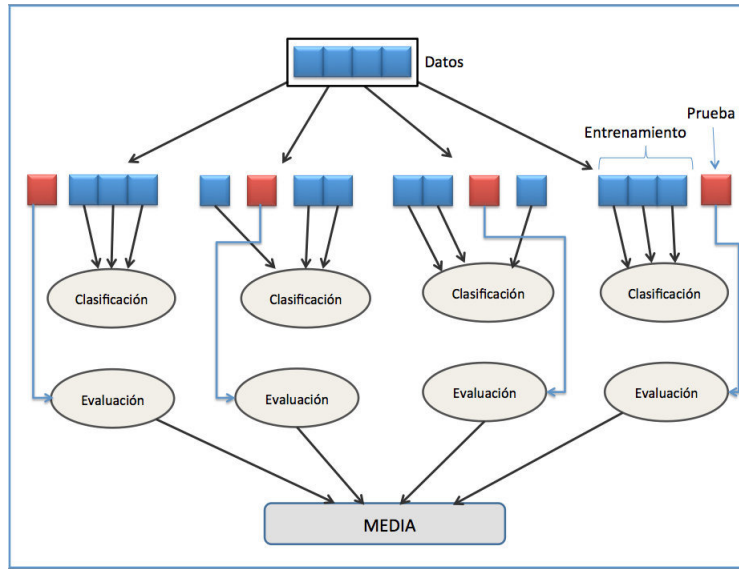 Datos
Prueba
Entrenamiento
Clasificación
Clasificación
Clasificación
Clasificación
Evaluación
Evaluación
Evaluación
Evaluación
MEDIA